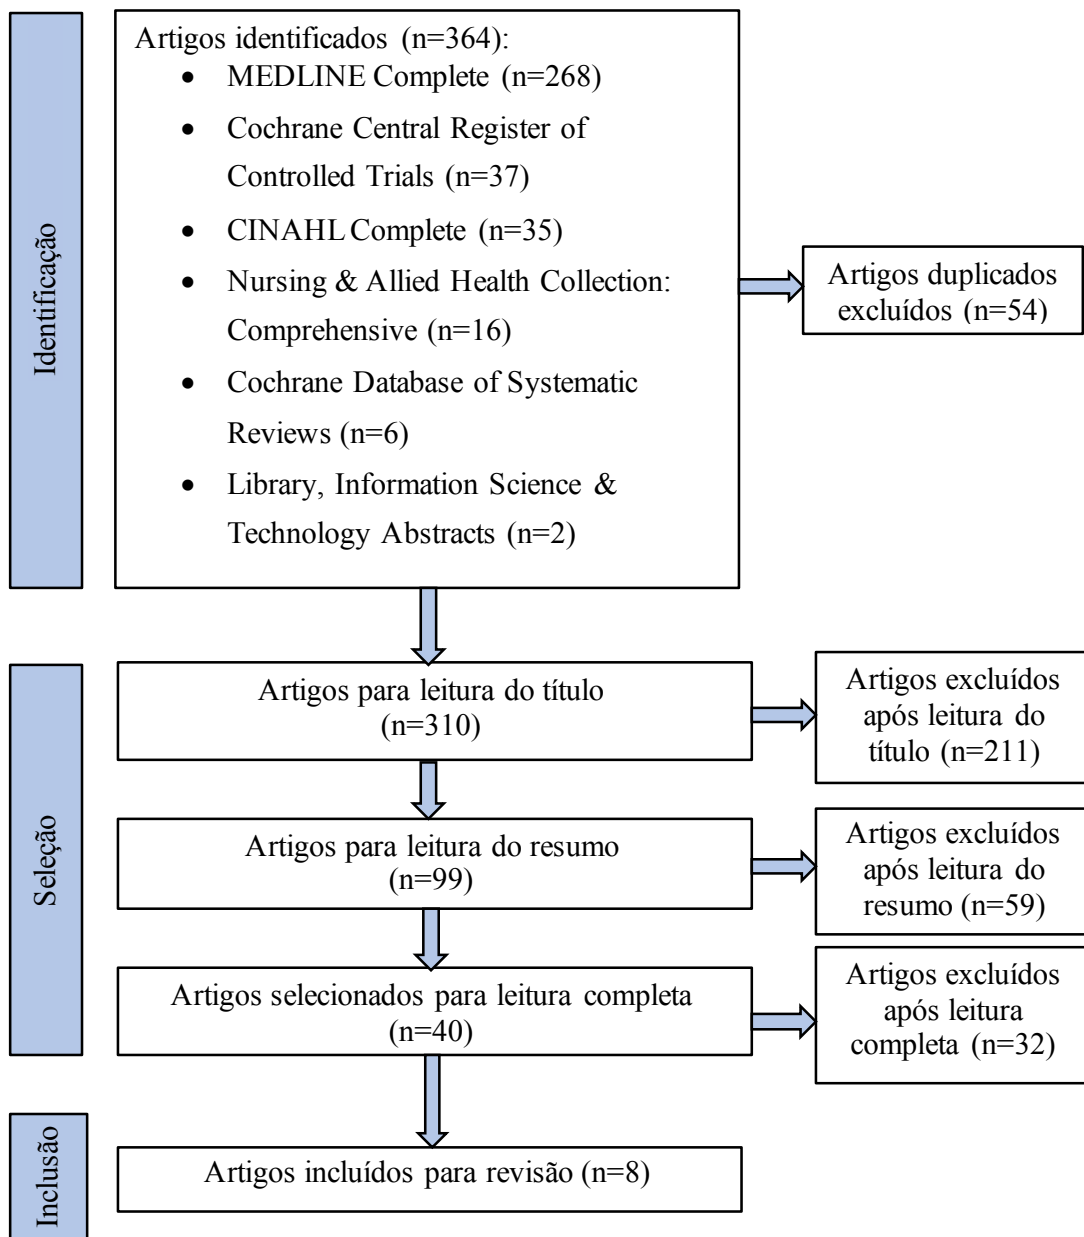 Identificação
Artigos identificados (n=364):
• MEDLINE Complete (n=268)
• Cochrane Central Register of
Controlled Trials (n=37)
• CINAHL Complete (n=35)
• Nursing & Allied Health Collection:
Comprehensive (n=16)
• Cochrane Database of Systematic
Reviews (n=6)
• Library, Information Science &
Technology Abstracts (n=2)
Artigos duplicados
excluídos (n=54)
Seleção
Artigos para leitura do título
(n=310)
Artigos excluídos
após leitura do
título (n=211)
Artigos para leitura do resumo
(n=99)
Artigos excluídos
após leitura do
resumo (n=59)
Artigos selecionados para leitura completa
(n=40)
Artigos excluídos
após leitura
completa (n=32)
Inclusão
Artigos incluídos para revisão (n=8)